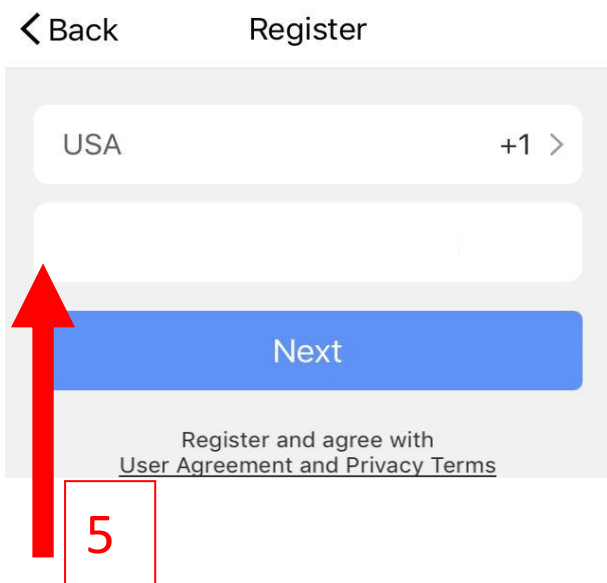 Back Register
USA +1 >
Next
Register and agree with
User Agreement and Privacy Terms
5